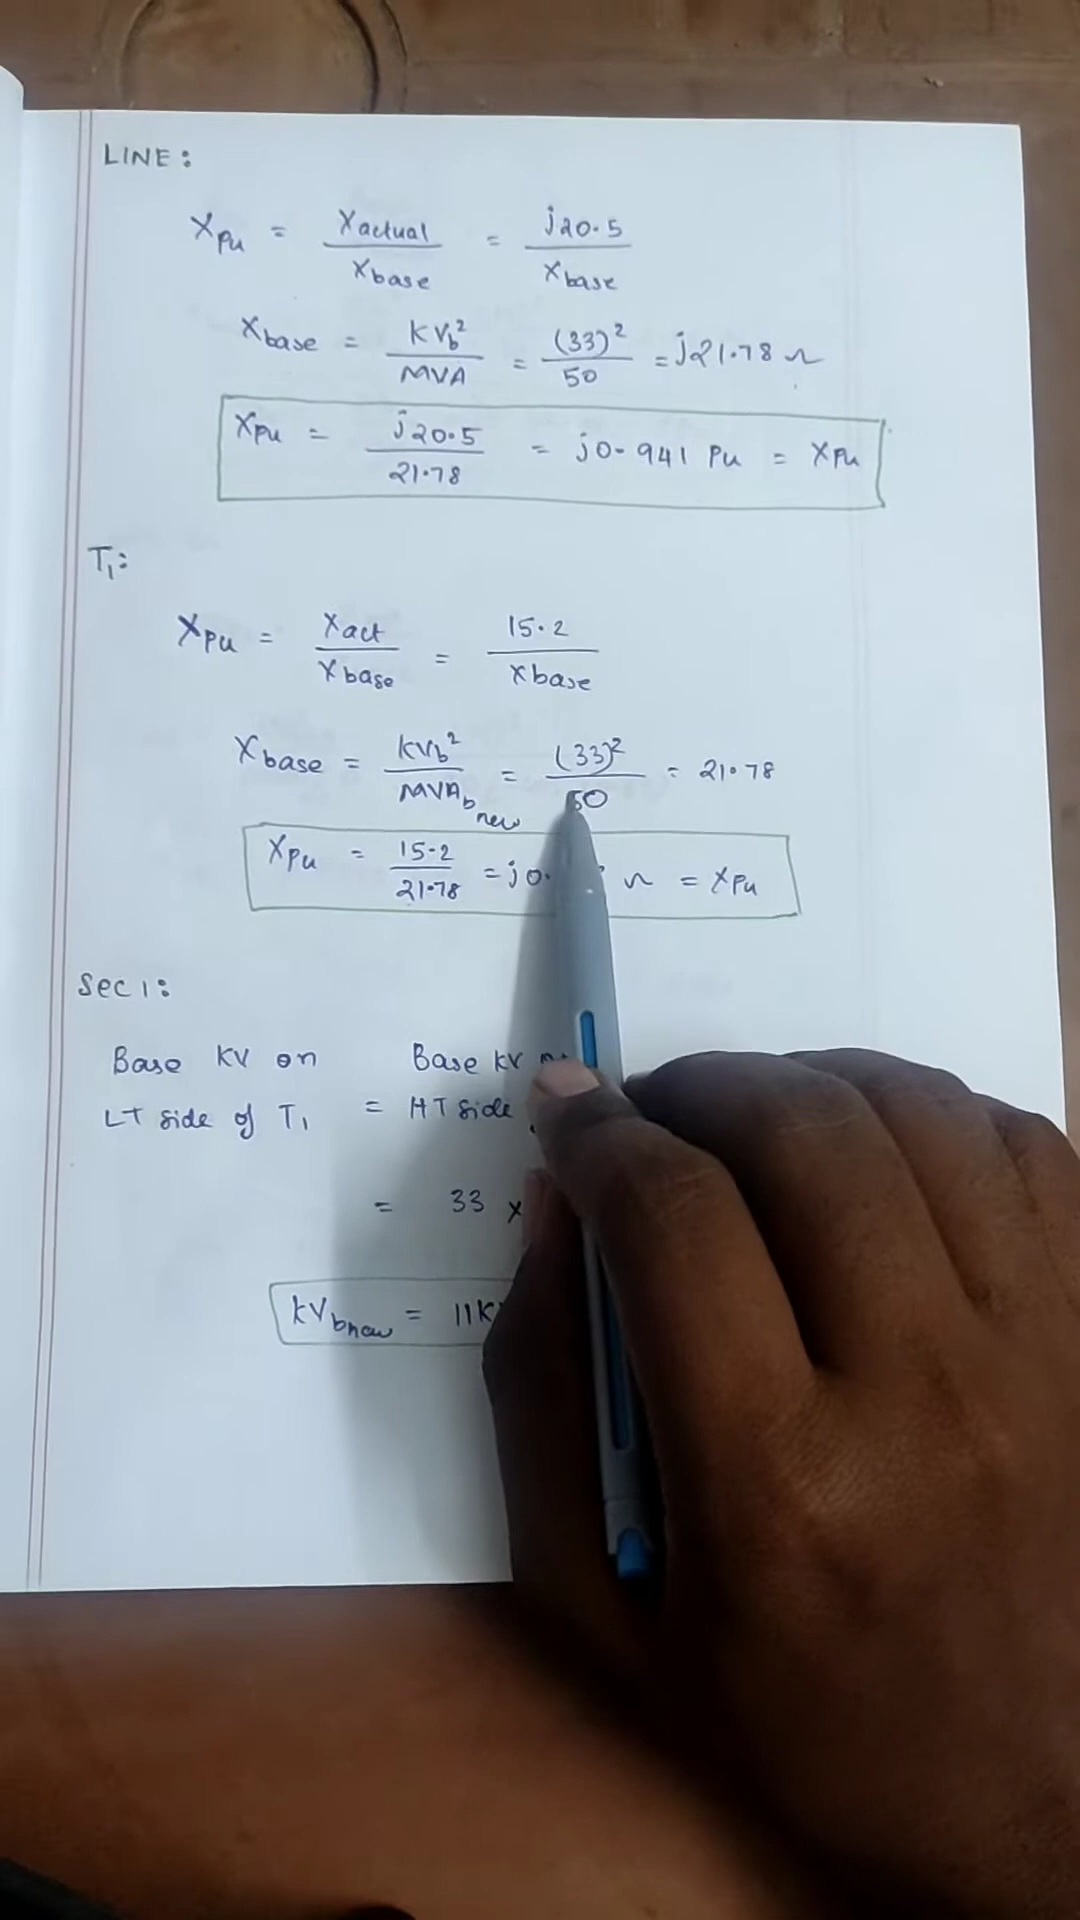 LINE :
Xpu = Xactual / Xbase = j20.5 / Xbase
Xbase = KVb² / MVA = (33)² / 50 = j21.78 Ω
Xpu = j20.5 / 21.78 = j0.941 Pu = Xpu
T1:
Xpu = Xact / Xbase = 15.2 / Xbase
Xbase = KVb² / MVAb new = (33)² / 50 = 21.78
Xpu = 15.2 / 21.78 = j0. Ω = Xpu
Sec 1:
Base KV on Base KV
LT side of T1 = HT side
= 33 x
KVbnew = 11K